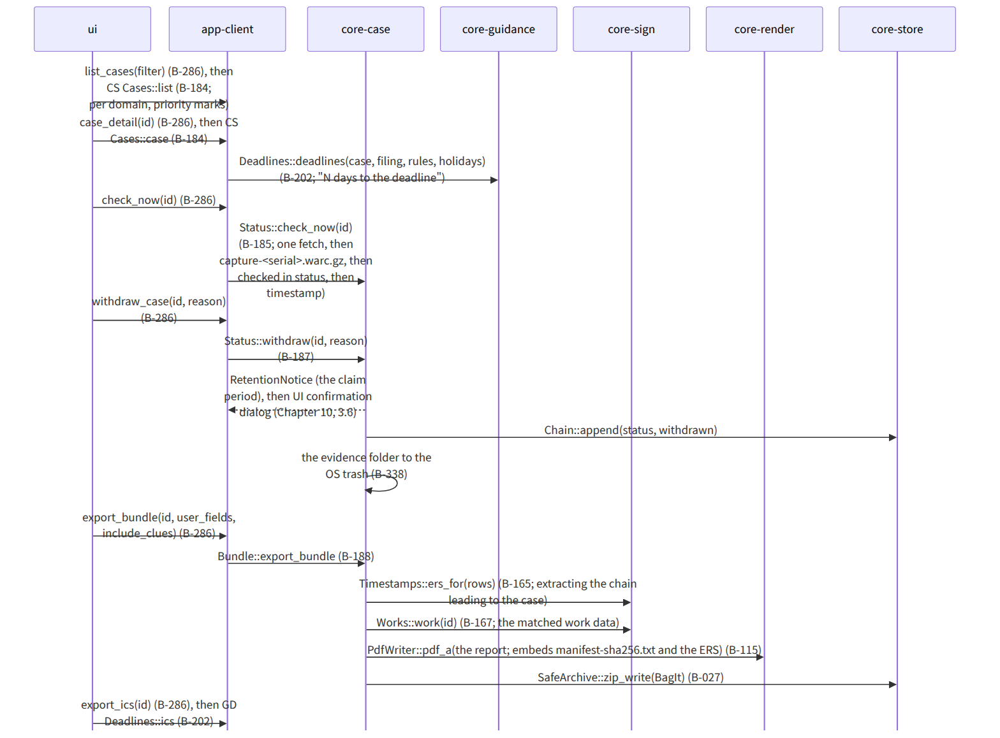 ui
app-client
core-case
core-guidance
core-sign
core-render
core-store
list_cases(filter) (B-286), then
CS Cases::list (B-184;
per domain, priority marks)
case_detail(id) (B-286), then CS
Cases::case (B-184)
Deadlines::deadlines(case, filing, rules, holidays)
(B-202; "N days to the deadline")
check_now(id) (B-286)
Status::check_now(id)
(B-185; one fetch, then
capture-<serial>.warc.gz, then
checked in status, then
timestamp)
withdraw_case(id, reason)
(B-286)
Status::withdraw(id, reason)
(B-187)
RetentionNotice (the claim
period), then UI confirmation
dialog (Chapter 10, 3.6)
Chain::append(status, withdrawn)
the evidence folder to the
OS trash (B-338)
export_bundle(id, user_fields,
include_clues) (B-286)
Bundle::export_bundle (B-188)
Timestamps::ers_for(rows) (B-165; extracting the chain
leading to the case)
Works::work(id) (B-167; the matched work data)
PdfWriter::pdf_a(the report; embeds manifest-sha256.txt and the ERS) (B-115)
SafeArchive::zip_write(BagIt) (B-027)
export_ics(id) (B-286), then GD
Deadlines::ics (B-202)